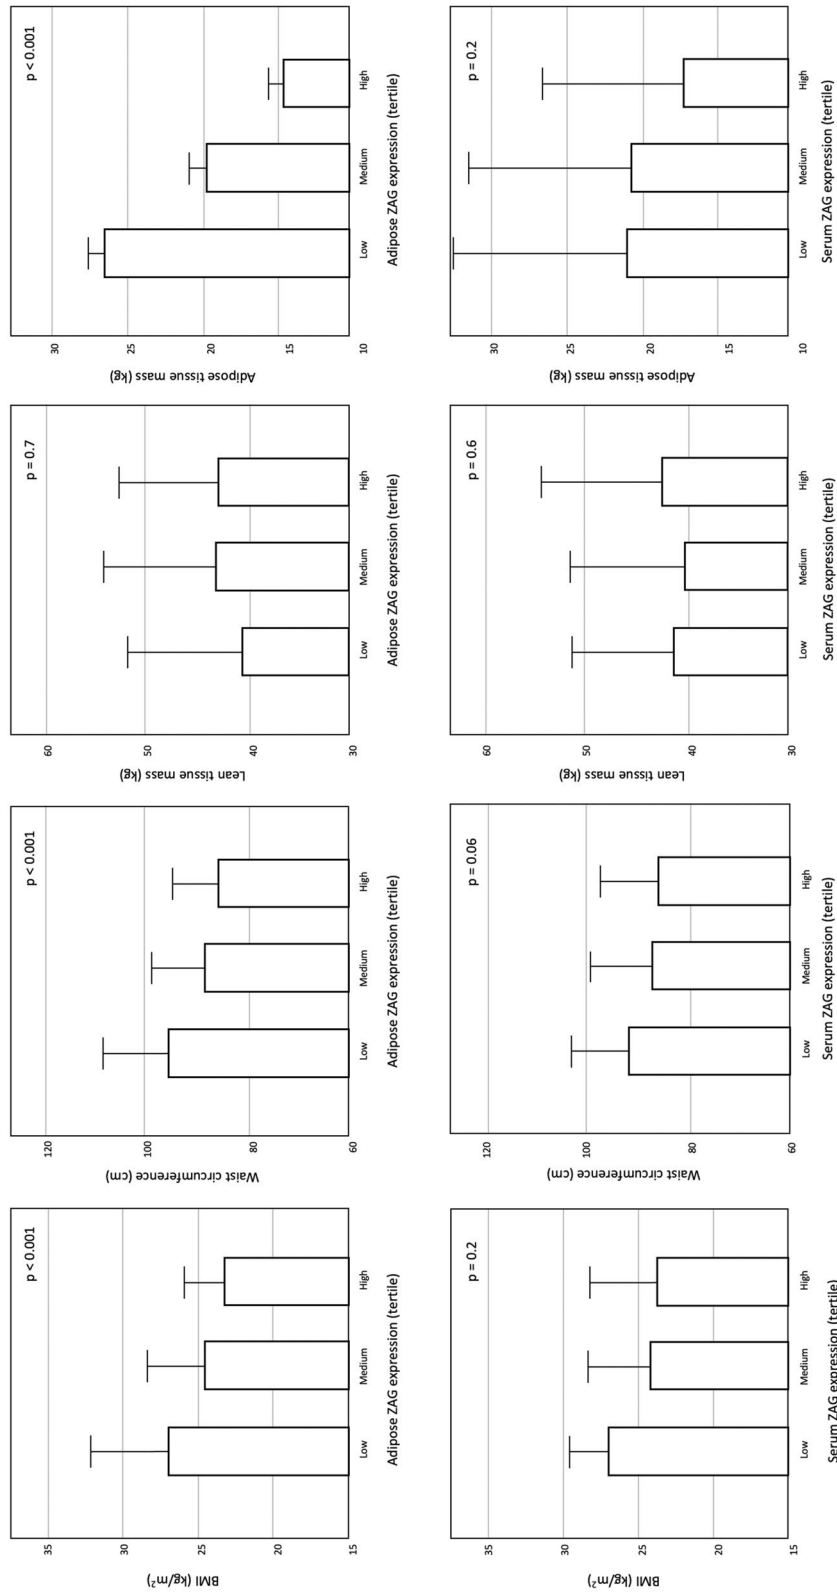 p < 0.001
35
30
25
20
15
BMI (kg/m²)
Low
Medium
High
Adipose ZAG expression (tertile)
p < 0.001
120
100
80
60
Waist circumference (cm)
Low
Medium
High
Adipose ZAG expression (tertile)
p = 0.7
60
50
40
30
Lean tissue mass (kg)
Low
Medium
High
Adipose ZAG expression (tertile)
p < 0.001
30
25
20
15
10
Adipose tissue mass (kg)
Low
Medium
High
Adipose ZAG expression (tertile)
p = 0.2
35
30
25
20
15
BMI (kg/m²)
Low
Medium
High
Serum ZAG expression (tertile)
p = 0.06
120
100
80
60
Waist circumference (cm)
Low
Medium
High
Serum ZAG expression (tertile)
p = 0.6
60
50
40
30
Lean tissue mass (kg)
Low
Medium
High
Serum ZAG expression (tertile)
p = 0.2
30
25
20
15
10
Adipose tissue mass (kg)
Low
Medium
High
Serum ZAG expression (tertile)